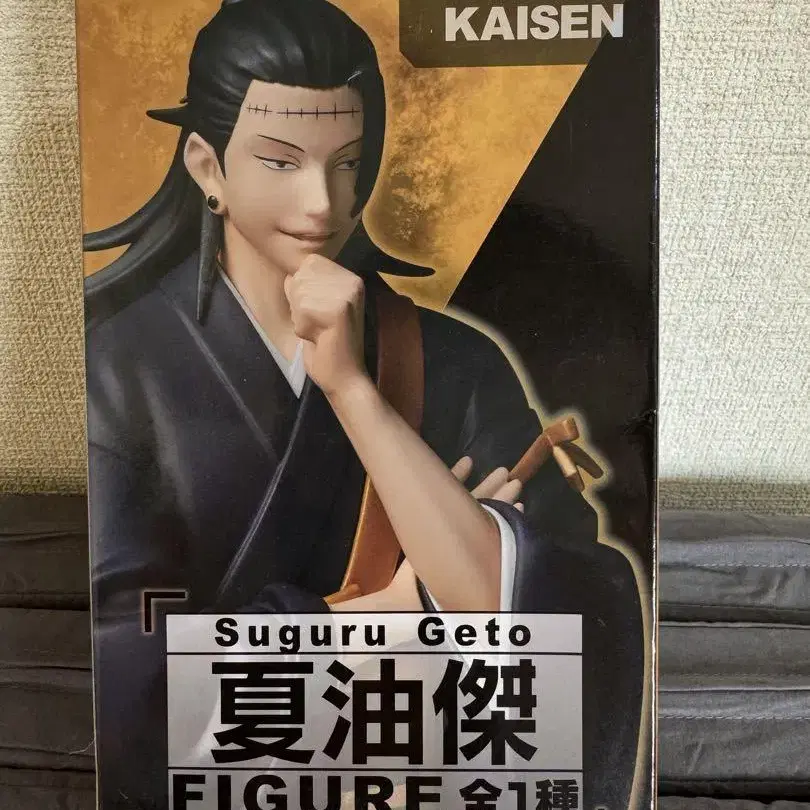 KAISEN
Suguru Geto
夏油傑
FIGURE 全1種